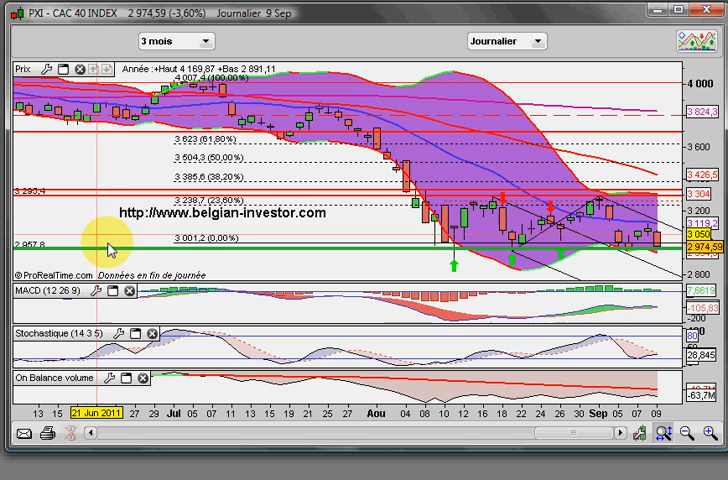 PXI - CAC 40 INDEX 2 974,59 (-3,60%) Journalier 9 Sep
3 mois
Journalier
Prix
Année :+Haut 4 169,87 +Bas 2 891,11
4 007,4 (100,00%)
4 000
3 824,3
3 623 (61,80%)
3 600
3 504,3 (50,00%)
3 426,5
3 385,6 (38,20%)
3 295,4
3 304
3 238,7 (23,60%)
3 200
http://www.belgian-investor.com
3 119,2
3 050
3 001,2 (0,00%)
2 957,8
2 974,59
2 800
© ProRealTime.com Données en fin de journée
MACD (12 26 9)
7,6619
-105,83
-200
Stochastique (14 3 5)
100
80
28,845
On Balance volume
-63,7M
13 15 17 21 Jun 2011 27 29 Jul 05 07 11 13 15 19 21 25 27 Aou 04 08 10 12 16 18 22 24 26 30 Sep 05 07 09